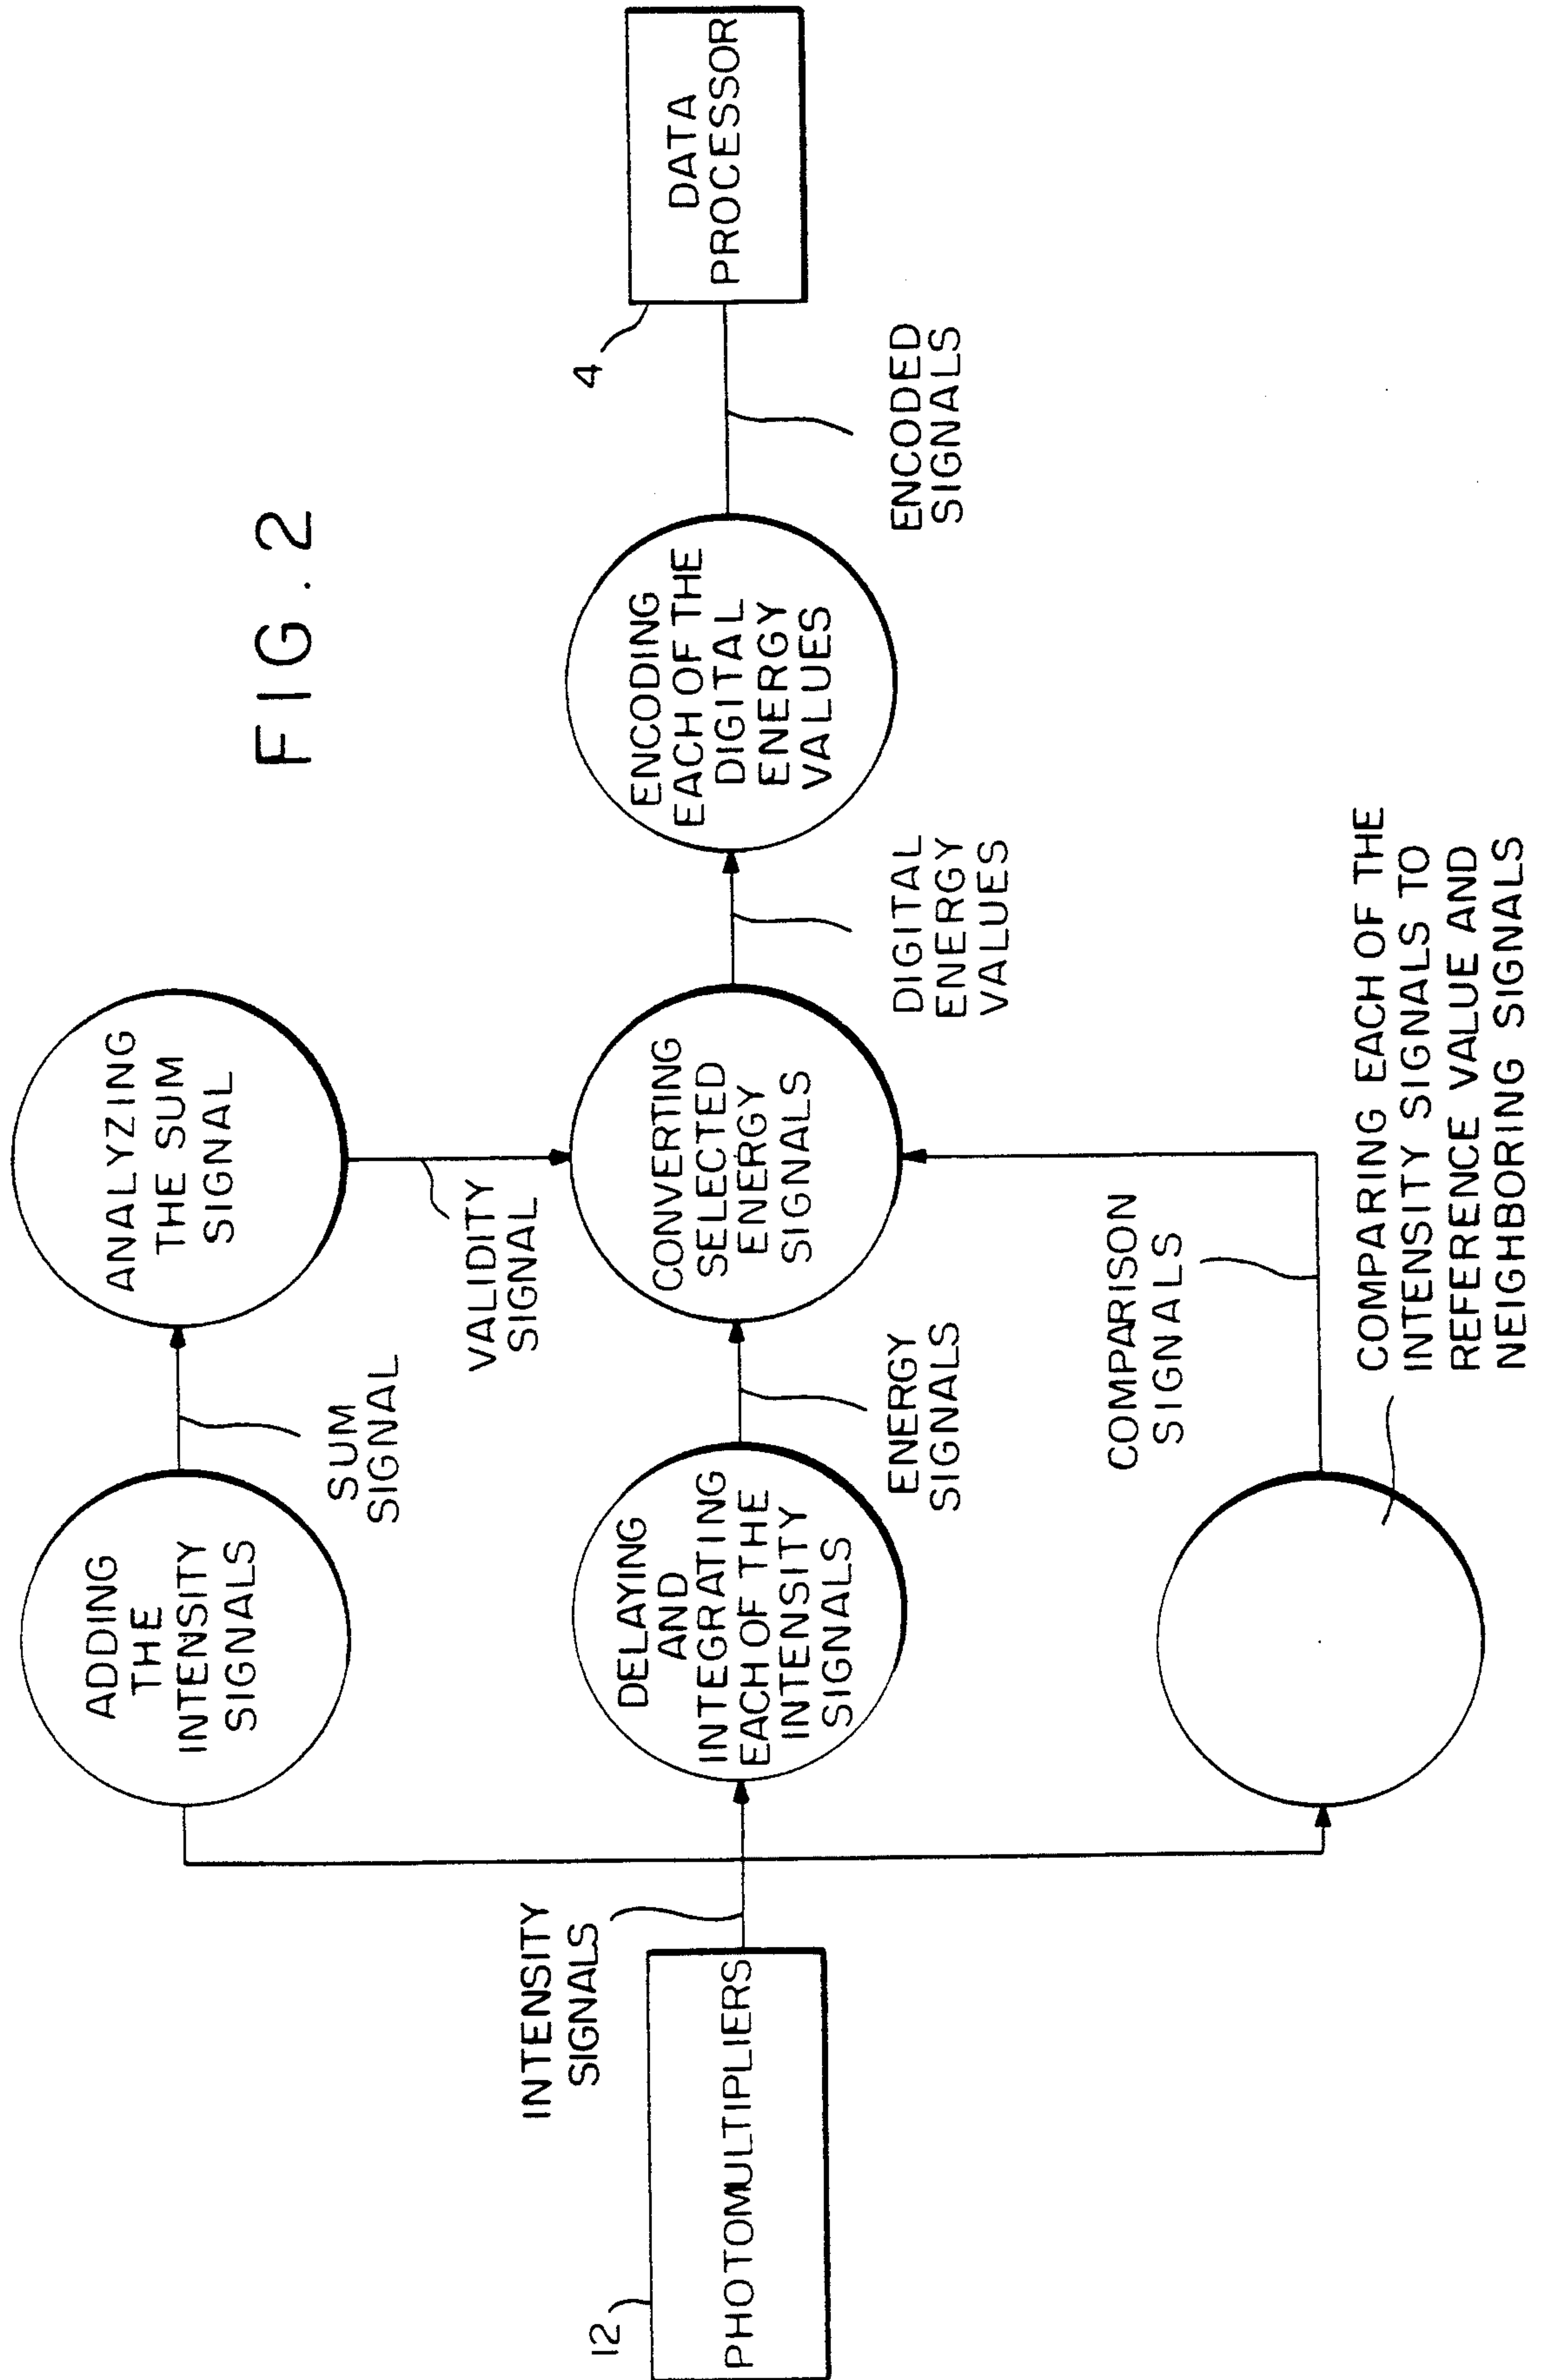 FIG. 2
ADDING
THE
INTENSITY
SIGNALS
SUM
SIGNAL
ANALYZING
THE SUM
SIGNAL
VALIDITY
SIGNAL
12
PHOTOMULTIPLIERS
INTENSITY
SIGNALS
DELAYING
AND
INTEGRATING
EACH OF THE
INTENSITY
SIGNALS
ENERGY
SIGNALS
CONVERTING
SELECTED
ENERGY
SIGNALS
DIGITAL
ENERGY
VALUES
ENCODING
EACH OF THE
DIGITAL
ENERGY
VALUES
ENCODED
SIGNALS
4
DATA
PROCESSOR
COMPARISON
SIGNALS
COMPARING EACH OF THE
INTENSITY SIGNALS TO
REFERENCE VALUE AND
NEIGHBORING SIGNALS